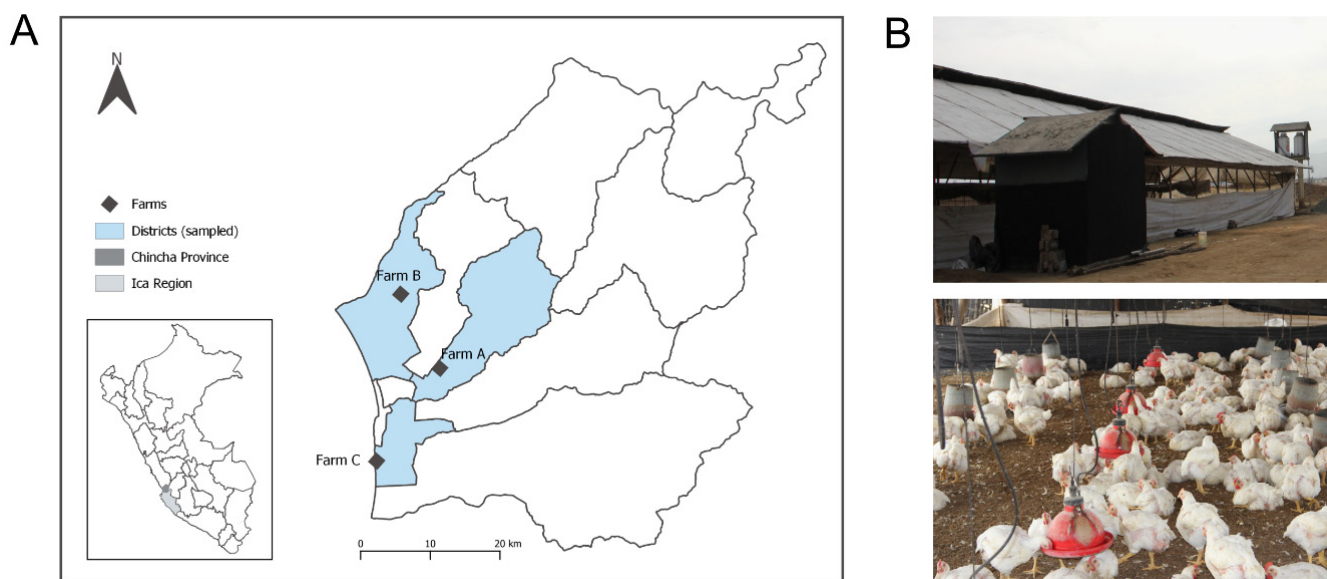 A
N
Farms
Districts (sampled)
Chincha Province
Ica Region
Farm B
Farm A
Farm C
0 10 20 km
B